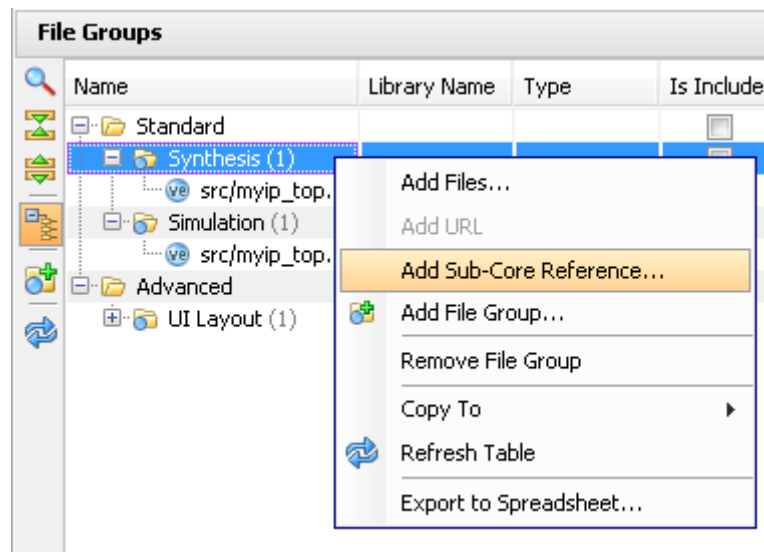 File Groups
Name Library Name Type Is Include
Standard
Synthesis (1)
ve src/myip_top.
Simulation (1)
ve src/myip_top.
Advanced
UI Layout (1)
Add Files...
Add URL
Add Sub-Core Reference...
Add File Group...
Remove File Group
Copy To
Refresh Table
Export to Spreadsheet...